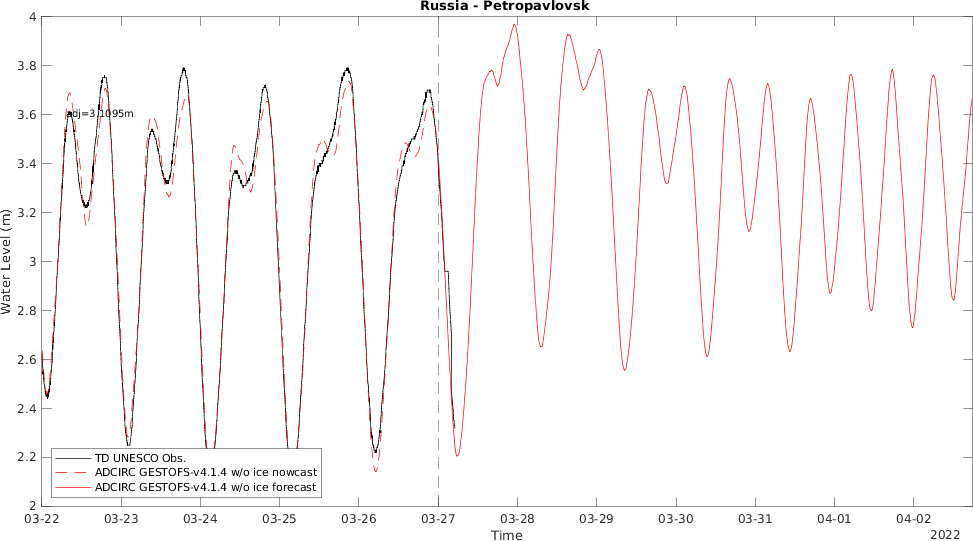 Russia - Petropavlovsk
4
3.8
3.6
3.4
3.2
3
2.8
2.6
2.4
2.2
2
Water Level (m)
adj=3.1095m
TD UNESCO Obs.
ADCIRC GESTOFS-v4.1.4 w/o ice nowcast
ADCIRC GESTOFS-v4.1.4 w/o ice forecast
03-22 03-23 03-24 03-25 03-26 03-27 03-28 03-29 03-30 03-31 04-01 04-02
Time
2022